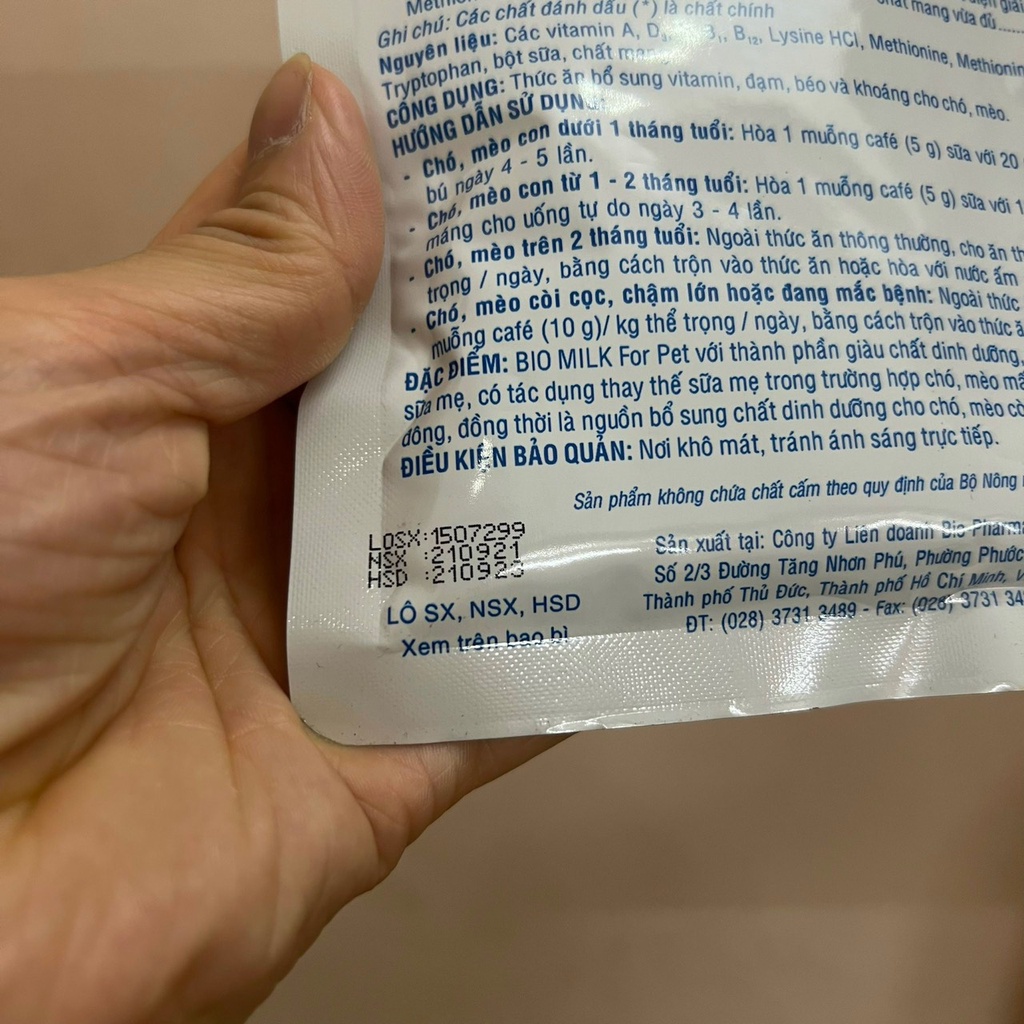 Ghi chú: Các chất đánh dấu (*) là chất chính
mang vừa đủ
Nguyên liệu: Các vitamin A, B₁₂, Lysine HCl, Methionine,
Tryptophan, bột sữa, chất
CÔNG DỤNG: Thức ăn bổ sung vitamin, đạm, béo và khoáng cho chó, mèo.
HƯỚNG DẪN SỬ DỤNG:
- Chó, mèo con dưới 1 tháng tuổi: Hòa 1 muỗng café (5 g) sữa với 20
bú ngày 4 - 5 lần.
- Chó, mèo con từ 1 - 2 tháng tuổi: Hòa 1 muỗng café (5 g) sữa với
máng cho uống tự do ngày 3 - 4 lần.
- Chó, mèo trên 2 tháng tuổi: Ngoài thức ăn thông thường, cho ăn
trọng / ngày, bằng cách trộn vào thức ăn hoặc hòa với nước ấm
- Chó, mèo còi cọc, chậm lớn hoặc đang mắc bệnh: Ngoài thức
muỗng café (10 g)/ kg thể trọng / ngày, bằng cách trộn vào thức
ĐẶC ĐIỂM: BIO MILK For Pet với thành phần giàu chất dinh dưỡng,
sữa mẹ, có tác dụng thay thế sữa mẹ trong trường hợp chó, mèo
đông, đồng thời là nguồn bổ sung chất dinh dưỡng cho chó, mèo
ĐIỀU KIỆN BẢO QUẢN: Nơi khô mát, tránh ánh sáng trực tiếp.
Sản phẩm không chứa chất cấm theo quy định của Bộ Nông
LOSX:1507299
NSX :210921
HSD :210923
LÔ SX, NSX, HSD
Xem trên bao bì
Sản xuất tại: Công ty Liên doanh Bio-Pharma
Số 2/3 Đường Tăng Nhơn Phú, Phường Phước
Thành phố Thủ Đức, Thành phố Hồ Chí Minh,
ĐT: (028) 3731 3489 - Fax: (028) 3731